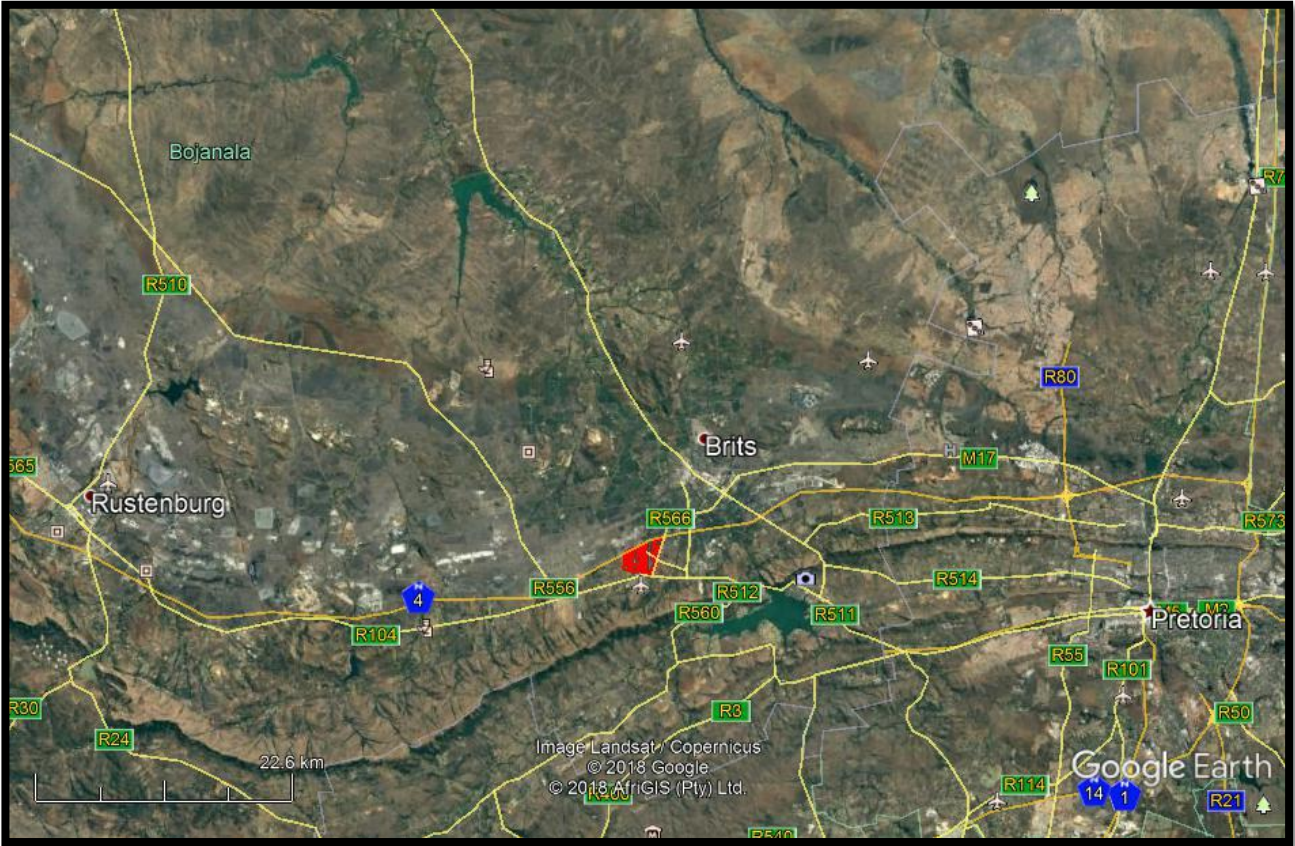 Bojanala
R7
R510
R80
Brits
565
M17
Rustenburg
R566
R513
R573
R556
R514
N
4
R512
R560
R511
M2
Pretoria
R104
R55
R101
R30
R3
R50
R24
Image Landsat / Copernicus
22.6 km
© 2018 Google
Google Earth
© 2018 AfriGIS (Pty) Ltd.
R114
N
14
N
1
R21
M